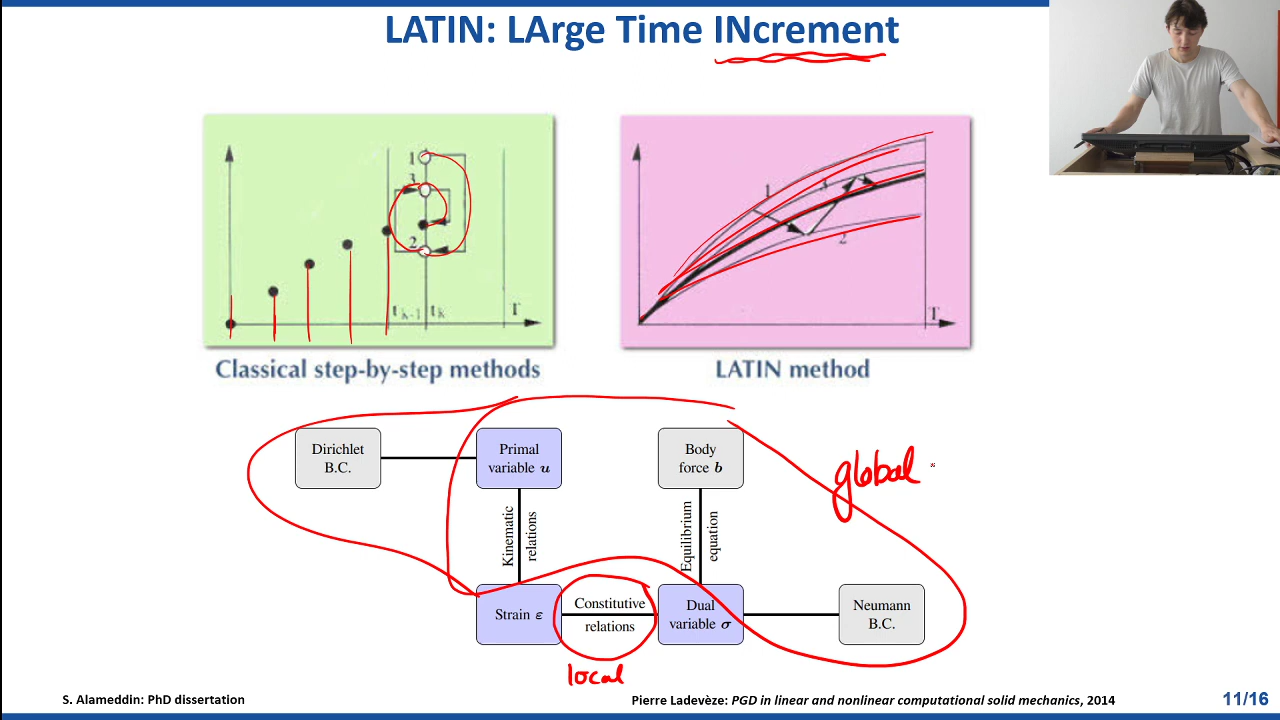 LATIN: LArge Time INcrement
1
3
2
t k-1
t k
T
Classical step-by-step methods
1
3
2
T
LATIN method
Dirichlet
B.C.
Primal
variable u
Body
force b
global
Kinematic
relations
Equilibrium
equation
Strain ε
Constitutive
relations
Dual
variable σ
Neumann
B.C.
local
S. Alameddin: PhD dissertation
Pierre Ladevèze: PGD in linear and nonlinear computational solid mechanics, 2014
11/16